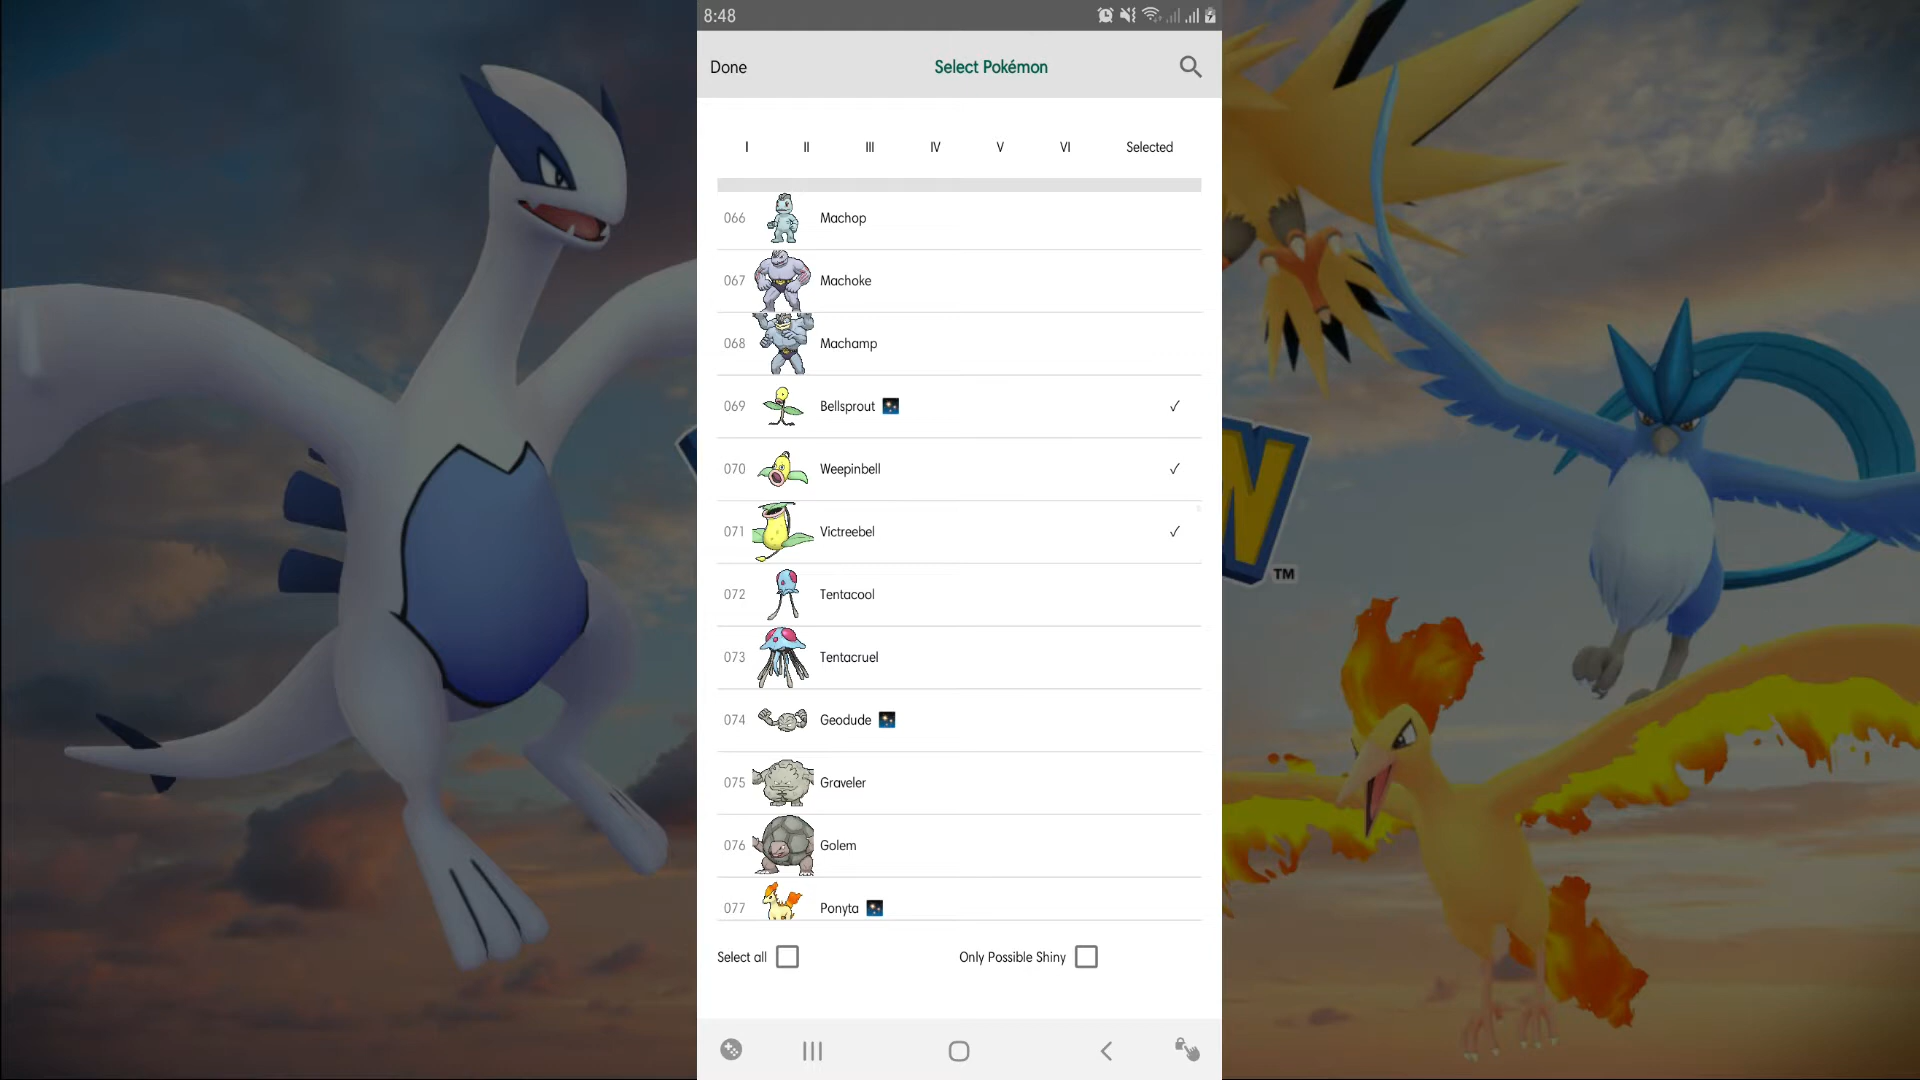 8:48
Done Select Pokémon
I II III IV V VI Selected
066 Machop
067 Machoke
068 Machamp
069 Bellsprout ✓
070 Weepinbell ✓
071 Victreebel ✓
072 Tentacool
073 Tentacruel
074 Geodude
075 Graveler
076 Golem
077 Ponyta
Select all Only Possible Shiny
TM